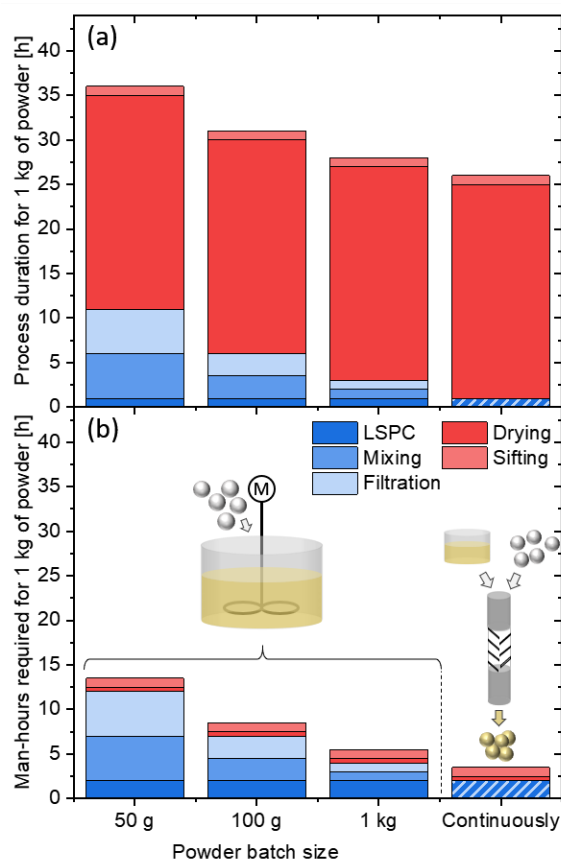 (a)
Process duration for 1 kg of powder [h]
40
35
30
25
20
15
10
5
0
(b)
Man-hours required for 1 kg of powder [h]
40
35
30
25
20
15
10
5
0
LSPC
Drying
Mixing
Sifting
Filtration
M
50 g
100 g
1 kg
Continuously
Powder batch size